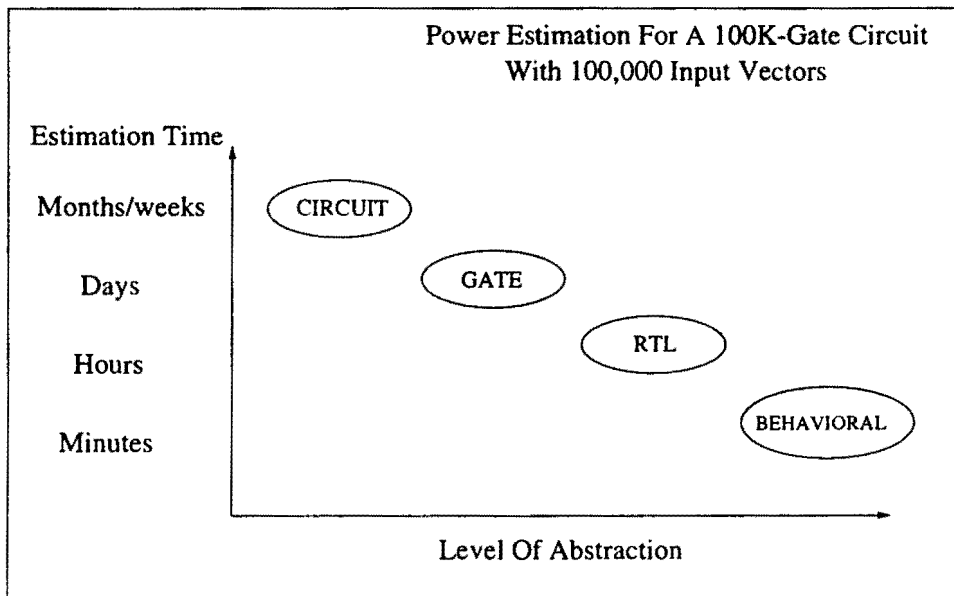 Power Estimation For A 100K-Gate Circuit
With 100,000 Input Vectors
Estimation Time
Months/weeks
CIRCUIT
Days
GATE
Hours
RTL
Minutes
BEHAVIORAL
Level Of Abstraction